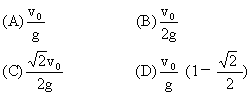 (A) v₀/g (B) v₀/2g
(C) √2v₀/2g (D) v₀/g (1−√2/2)